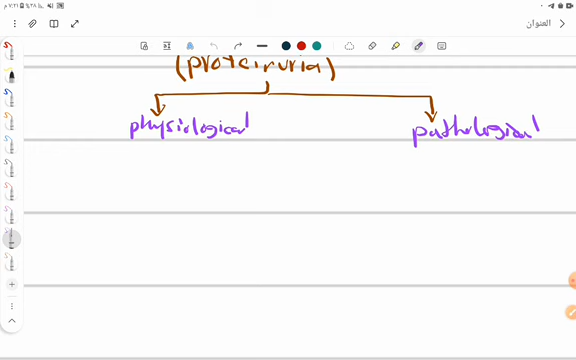 العنوان
(proteinuria)
physiological pathological